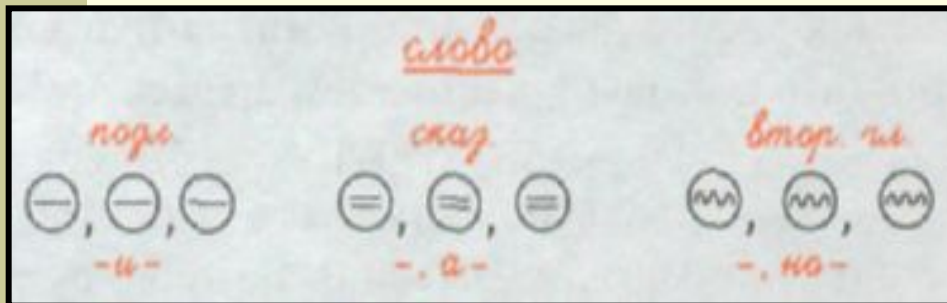 слово
подл. сказ. втор. чл.
, , , , , ,
-и- -, а- -, но-